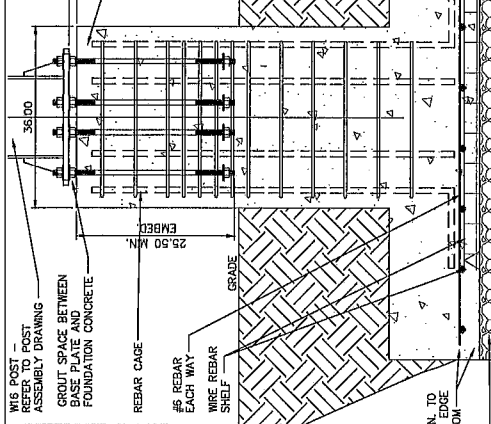 W16 POST –
REFER TO POST
ASSEMBLY DRAWING
GROUT SPACE BETWEEN
BASE PLATE AND
FOUNDATION CONCRETE
36.00
REBAR CAGE
25.50 MIN.
EMBED.
GRADE
#6 REBAR
EACH WAY
WIRE REBAR
SHELF
N. TO
EDGE
OM